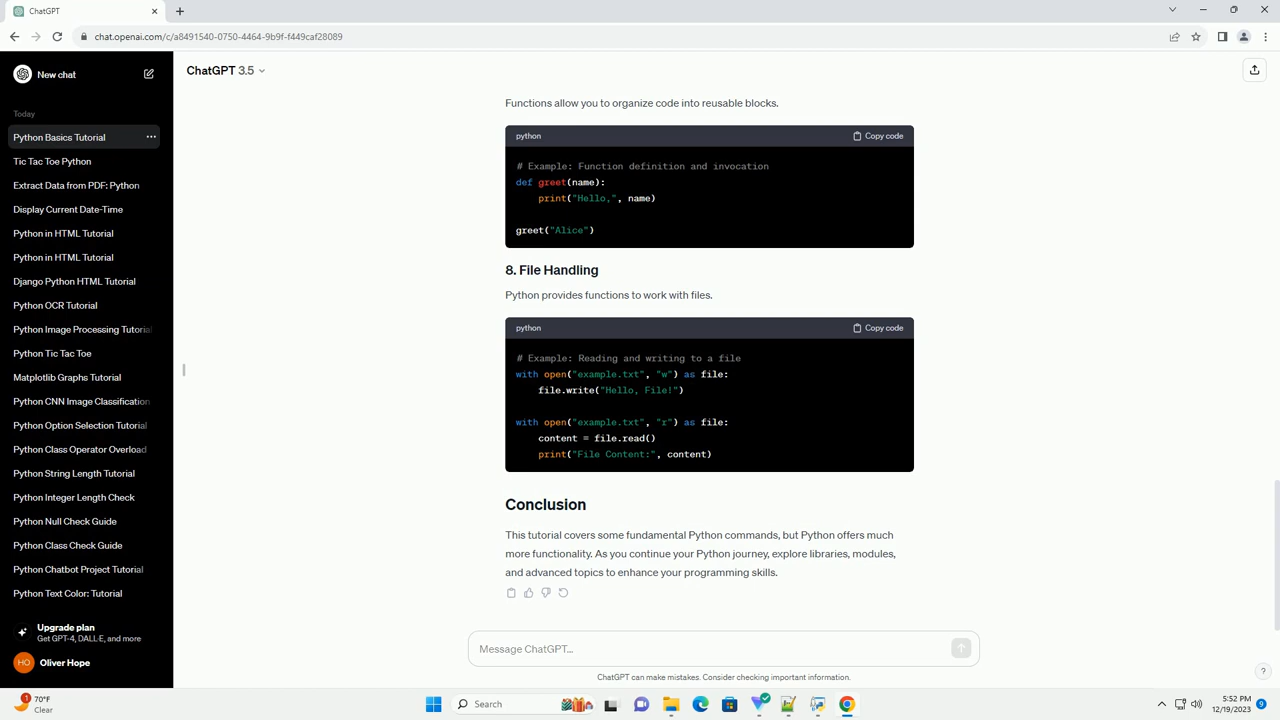 ChatGPT
chat.openai.com/c/a8491540-0750-4464-9b9f-f449caf28089
New chat
Today
Python Basics Tutorial
Tic Tac Toe Python
Extract Data from PDF: Python
Display Current Date-Time
Python in HTML Tutorial
Python in HTML Tutorial
Django Python HTML Tutorial
Python OCR Tutorial
Python Image Processing Tutorial
Python Tic Tac Toe
Matplotlib Graphs Tutorial
Python CNN Image Classification
Python Option Selection Tutorial
Python Class Operator Overload
Python String Length Tutorial
Python Integer Length Check
Python Null Check Guide
Python Class Check Guide
Python Chatbot Project Tutorial
Python Text Color: Tutorial
Upgrade plan
Get GPT-4, DALL·E, and more
HO Oliver Hope
ChatGPT 3.5
Functions allow you to organize code into reusable blocks.
python Copy code
# Example: Function definition and invocation
def greet(name):
print("Hello,", name)
greet("Alice")
8. File Handling
Python provides functions to work with files.
python Copy code
# Example: Reading and writing to a file
with open("example.txt", "w") as file:
file.write("Hello, File!")
with open("example.txt", "r") as file:
content = file.read()
print("File Content:", content)
Conclusion
This tutorial covers some fundamental Python commands, but Python offers much
more functionality. As you continue your Python journey, explore libraries, modules,
and advanced topics to enhance your programming skills.
Message ChatGPT...
ChatGPT can make mistakes. Consider checking important information.
?
1 70°F
Clear
Search
5:52 PM
12/19/2023
9